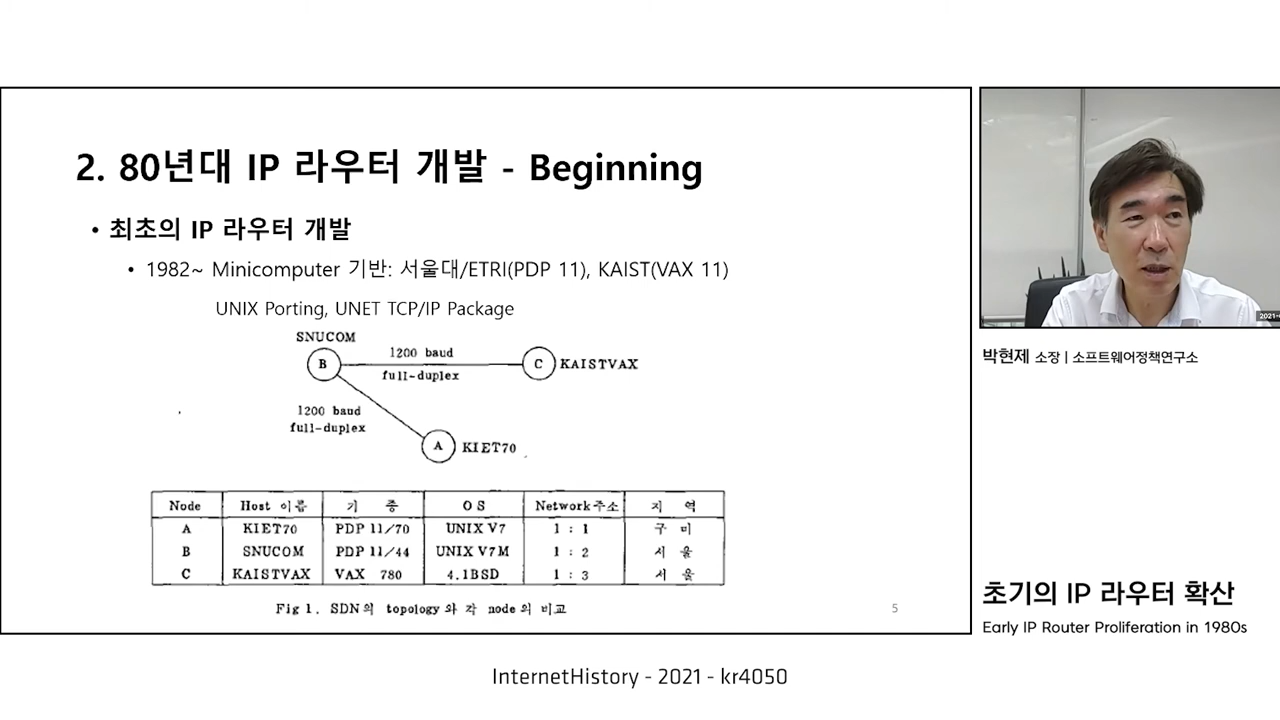 2. 80년대 IP 라우터 개발 - Beginning
• 최초의 IP 라우터 개발
• 1982~ Minicomputer 기반: 서울대/ETRI(PDP 11), KAIST(VAX 11)
UNIX Porting, UNET TCP/IP Package
SNUCOM
B
1200 baud
full-duplex
C
KAISTVAX
1200 baud
full-duplex
A
KIET70
Node Host 이름 기 종 OS Network주소 지 역
A KIET70 PDP 11/70 UNIX V7 1 : 1 구 미
B SNUCOM PDP 11/44 UNIX V7M 1 : 2 서 울
C KAISTVAX VAX 780 4.1BSD 1 : 3 서 울
Fig 1. SDN의 topology와 각 node의 비교
5
박현제 소장 | 소프트웨어정책연구소
초기의 IP 라우터 확산
Early IP Router Proliferation in 1980s
InternetHistory - 2021 - kr4050